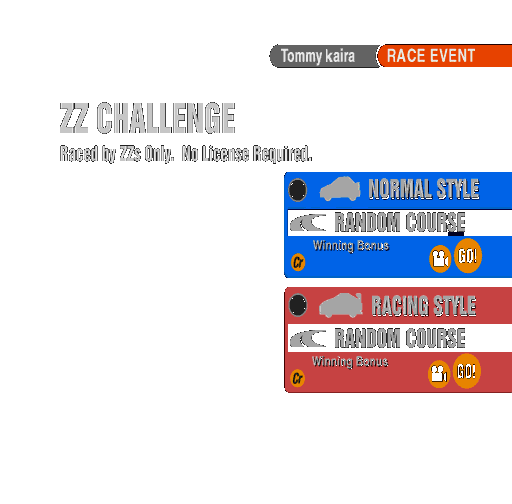 Tommy kaira RACE EVENT
ZZ CHALLENGE
Raced by ZZs Only. No License Required.
NORMAL STYLE
RANDOM COURSE
Winning Bonus
Cr GO!
RACING STYLE
RANDOM COURSE
Winning Bonus
Cr GO!